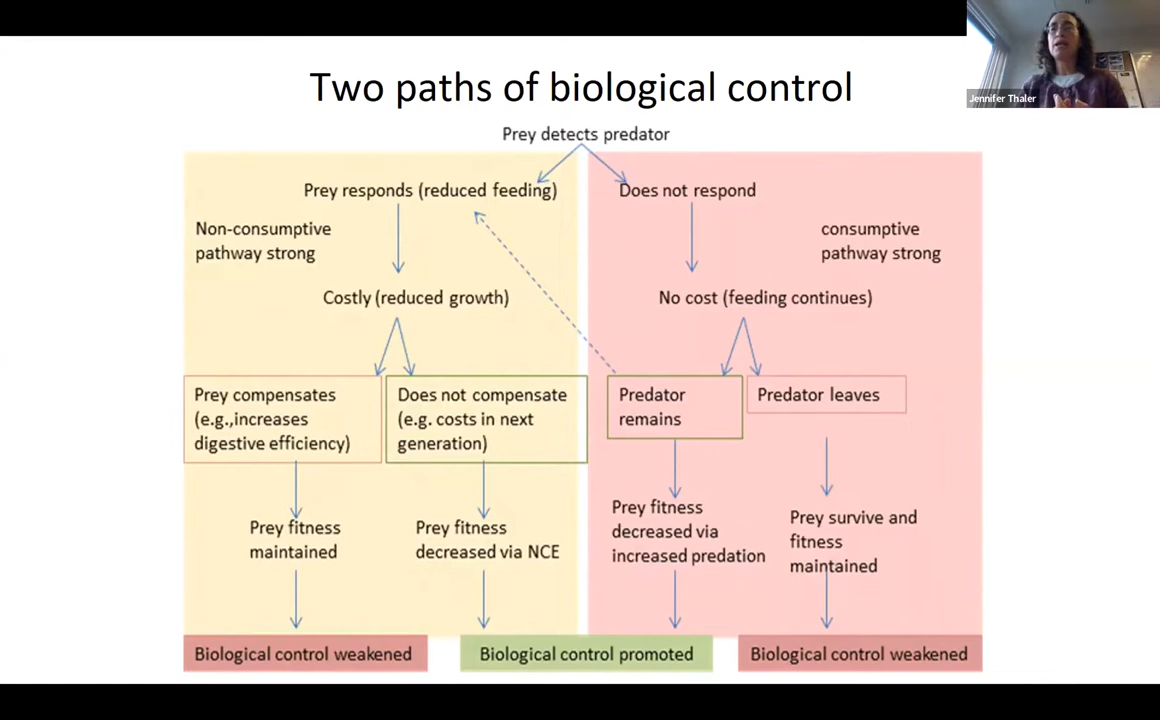 Jennifer Thaler
Two paths of biological control
Prey detects predator
Prey responds (reduced feeding)
Does not respond
Non-consumptive
pathway strong
consumptive
pathway strong
Costly (reduced growth)
No cost (feeding continues)
Prey compensates
(e.g.,increases
digestive efficiency)
Does not compensate
(e.g. costs in next
generation)
Predator
remains
Predator leaves
Prey fitness
maintained
Prey fitness
decreased via NCE
Prey fitness
decreased via
increased predation
Prey survive and
fitness
maintained
Biological control weakened
Biological control promoted
Biological control weakened